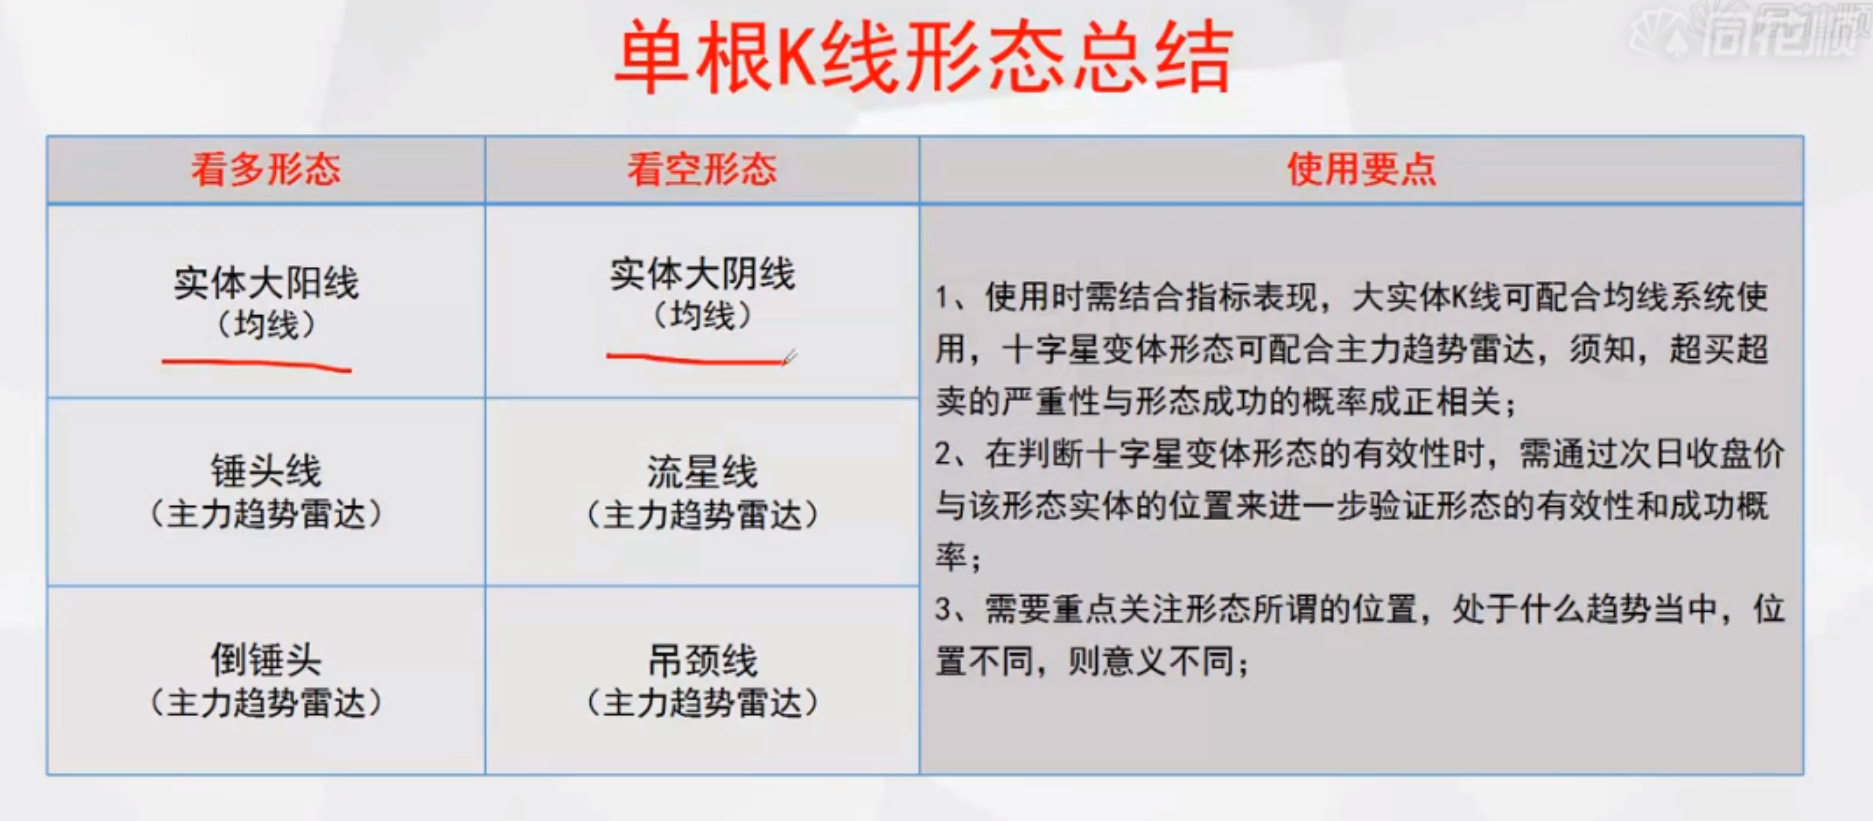 单根K线形态总结
同花顺
看多形态
看空形态
使用要点
实体大阳线
（均线）
实体大阴线
（均线）
锤头线
（主力趋势雷达）
流星线
（主力趋势雷达）
倒锤头
（主力趋势雷达）
吊颈线
（主力趋势雷达）
1、使用时需结合指标表现，大实体K线可配合均线系统使
用，十字星变体形态可配合主力趋势雷达，须知，超买超
卖的严重性与形态成功的概率成正相关；
2、在判断十字星变体形态的有效性时，需通过次日收盘价
与该形态实体的位置来进一步验证形态的有效性和成功概
率；
3、需要重点关注形态所谓的位置，处于什么趋势当中，位
置不同，则意义不同；